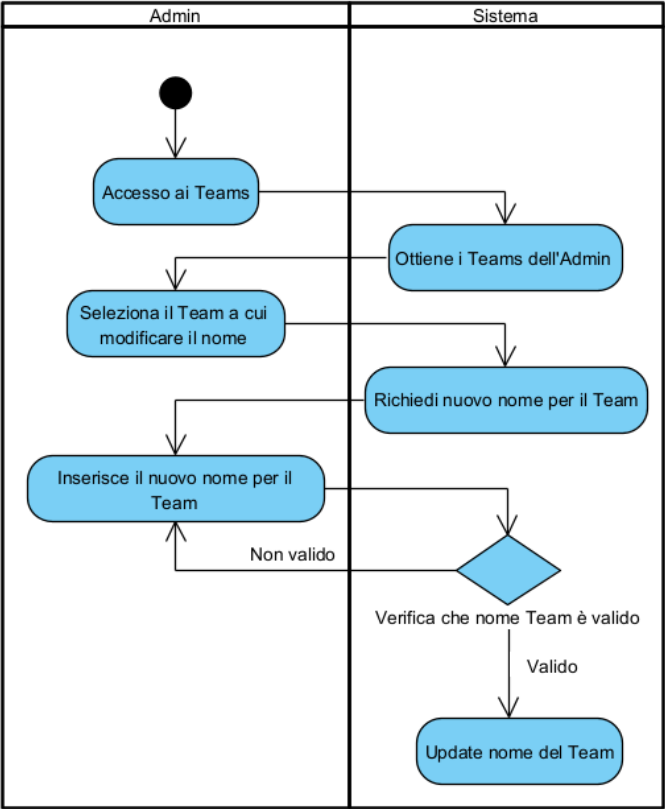 Admin
Sistema
Accesso ai Teams
Ottiene i Teams dell'Admin
Seleziona il Team a cui
modificare il nome
Richiedi nuovo nome per il Team
Inserisce il nuovo nome per il
Team
Non valido
Verifica che nome Team è valido
Valido
Update nome del Team